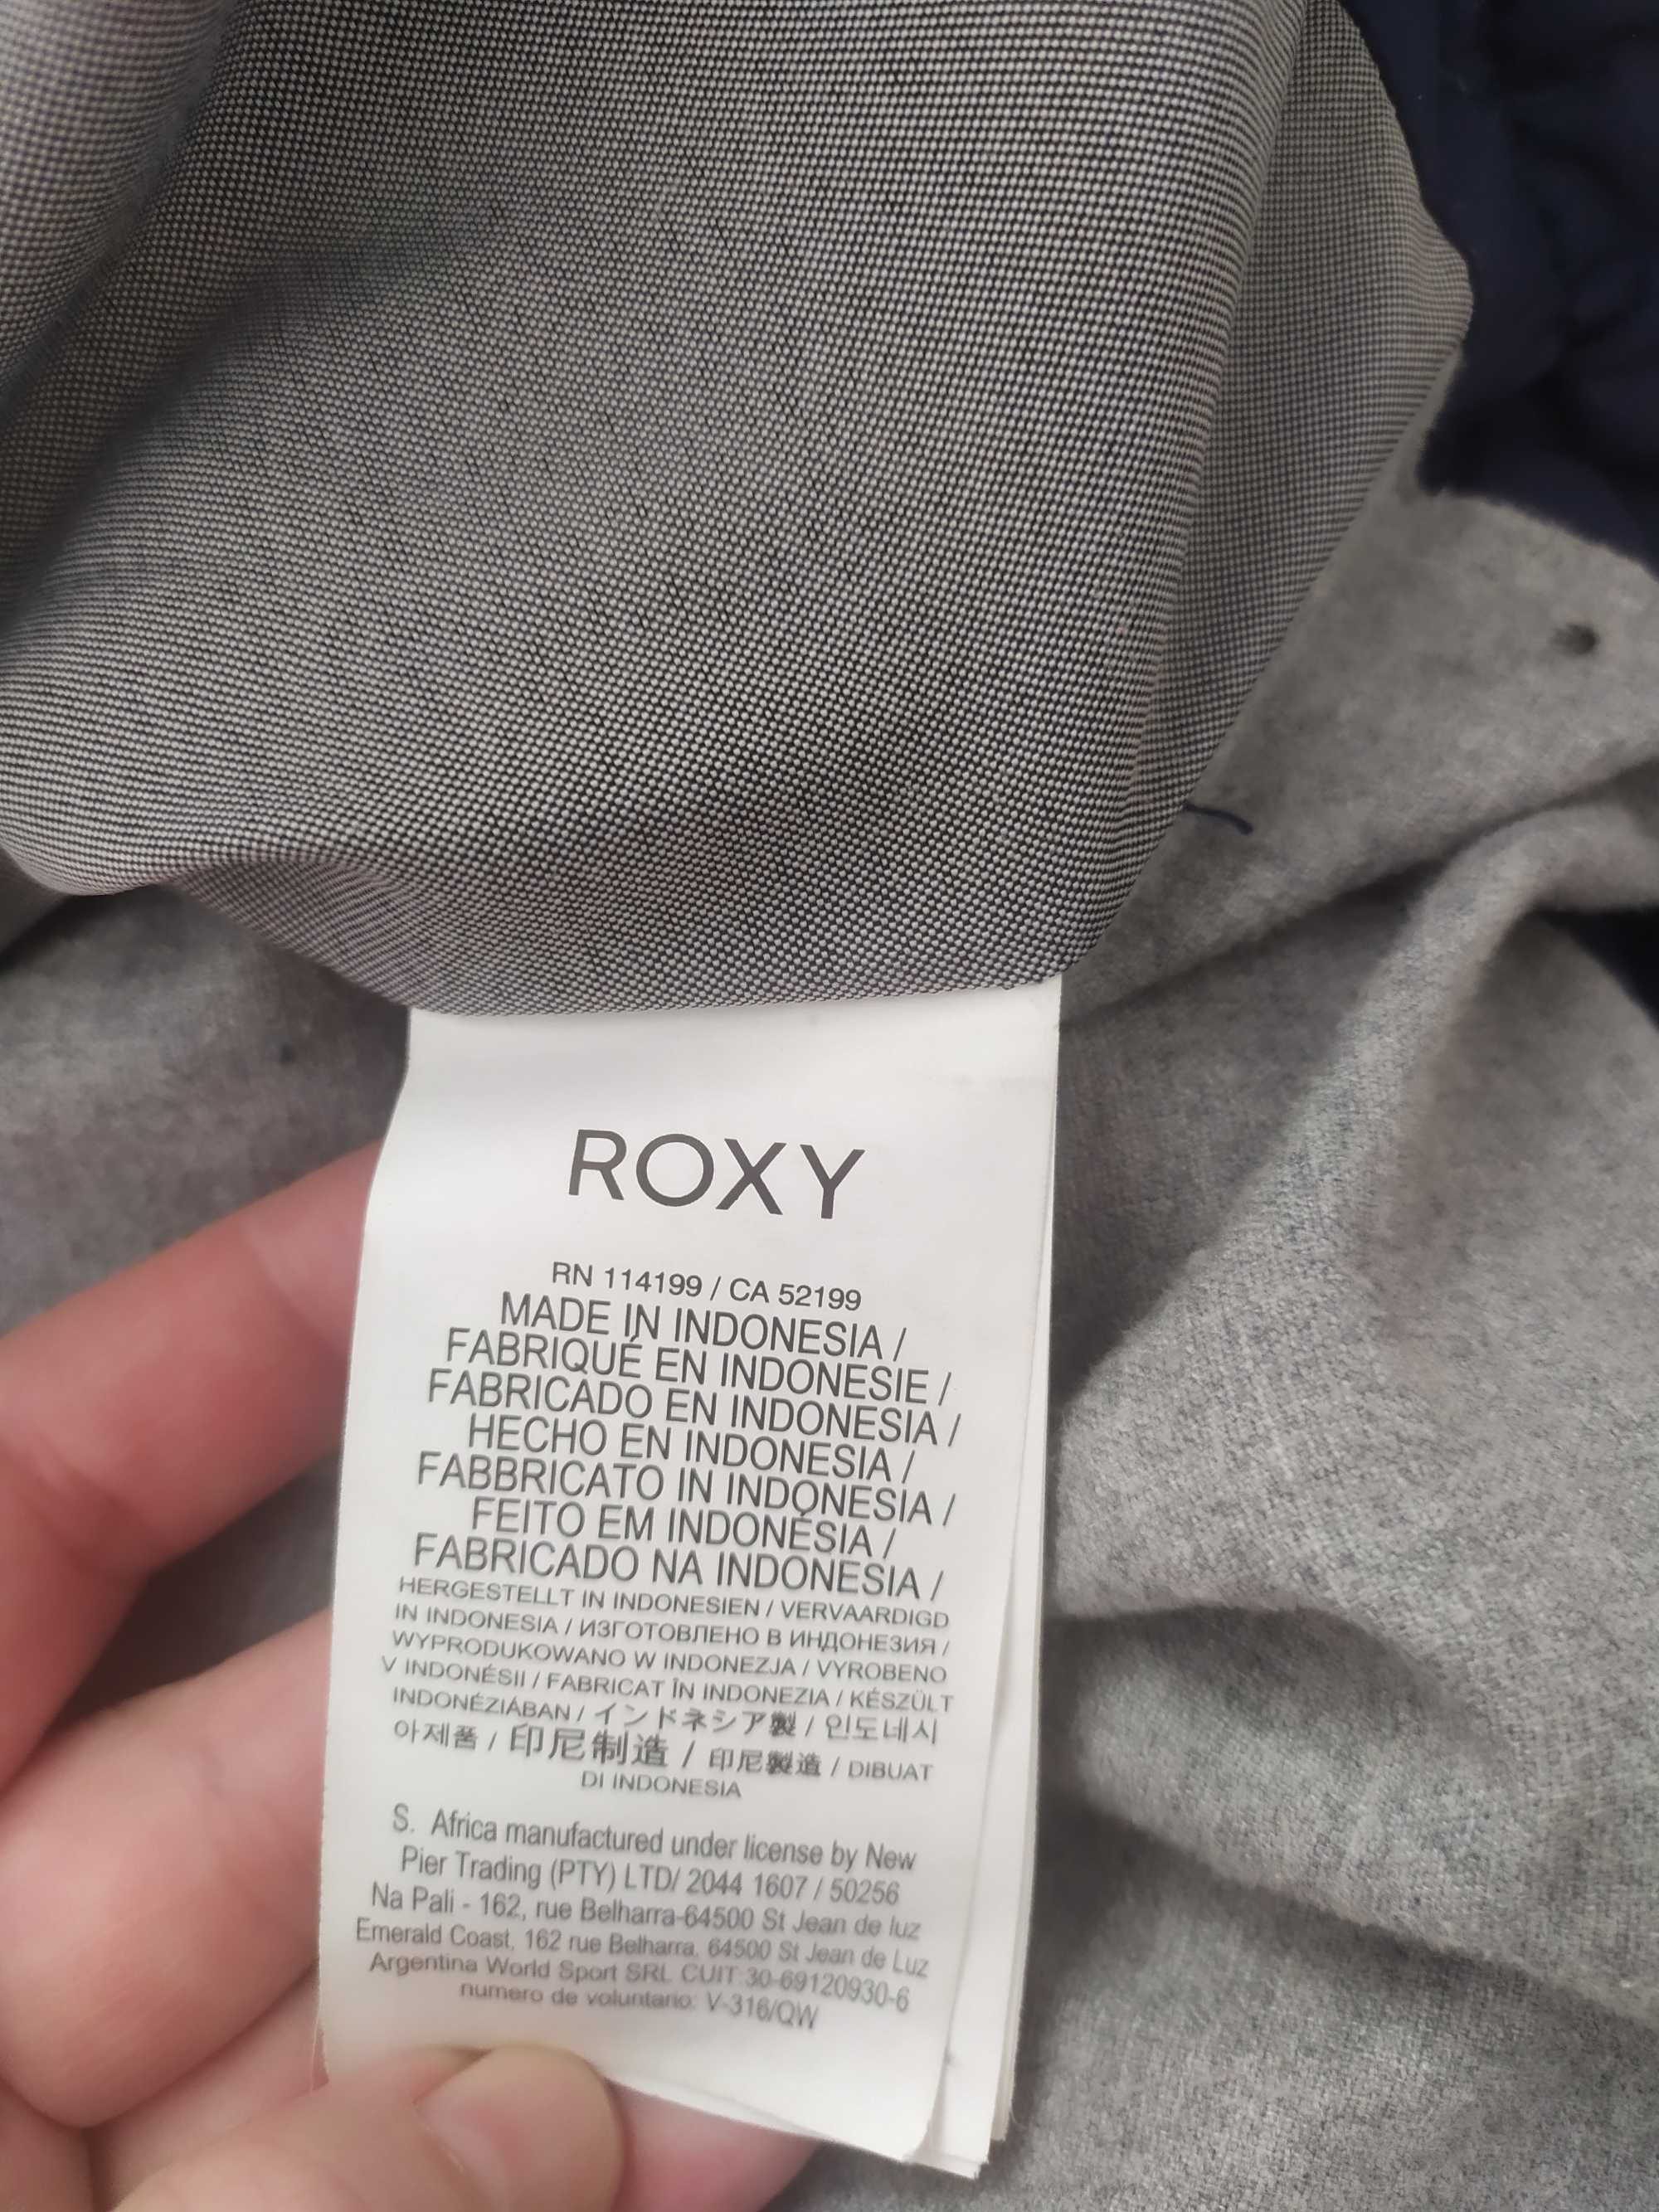 ROXY
RN 114199 / CA 52199
MADE IN INDONESIA /
FABRIQUÉ EN INDONESIE /
FABRICADO EN INDONESIA /
HECHO EN INDONESIA /
FABBRICATO IN INDONESIA /
FEITO EM INDONÉSIA /
FABRICADO NA INDONESIA /
HERGESTELLT IN INDONESIEN / VERVAARDIGD
IN INDONESIA / ИЗГОТОВЛЕНО В ИНДОНЕЗИЯ /
WYPRODUKOWANO W INDONEZJA / VYROBENO
V INDONÉSII / FABRICAT ÎN INDONEZIA / KÉSZÜLT
INDONÉZIÁBAN / インドネシア製 / 인도네시
아제품 / 印尼制造 / 印尼製造 / DIBUAT
DI INDONESIA
S. Africa manufactured under license by New
Pier Trading (PTY) LTD/ 2044 1607 / 50256
Na Pali - 162, rue Belharra-64500 St Jean de luz
Emerald Coast, 162 rue Belharra, 64500 St Jean de Luz
Argentina World Sport SRL CUIT 30-69120930-6
numero de voluntario: V-316/QW